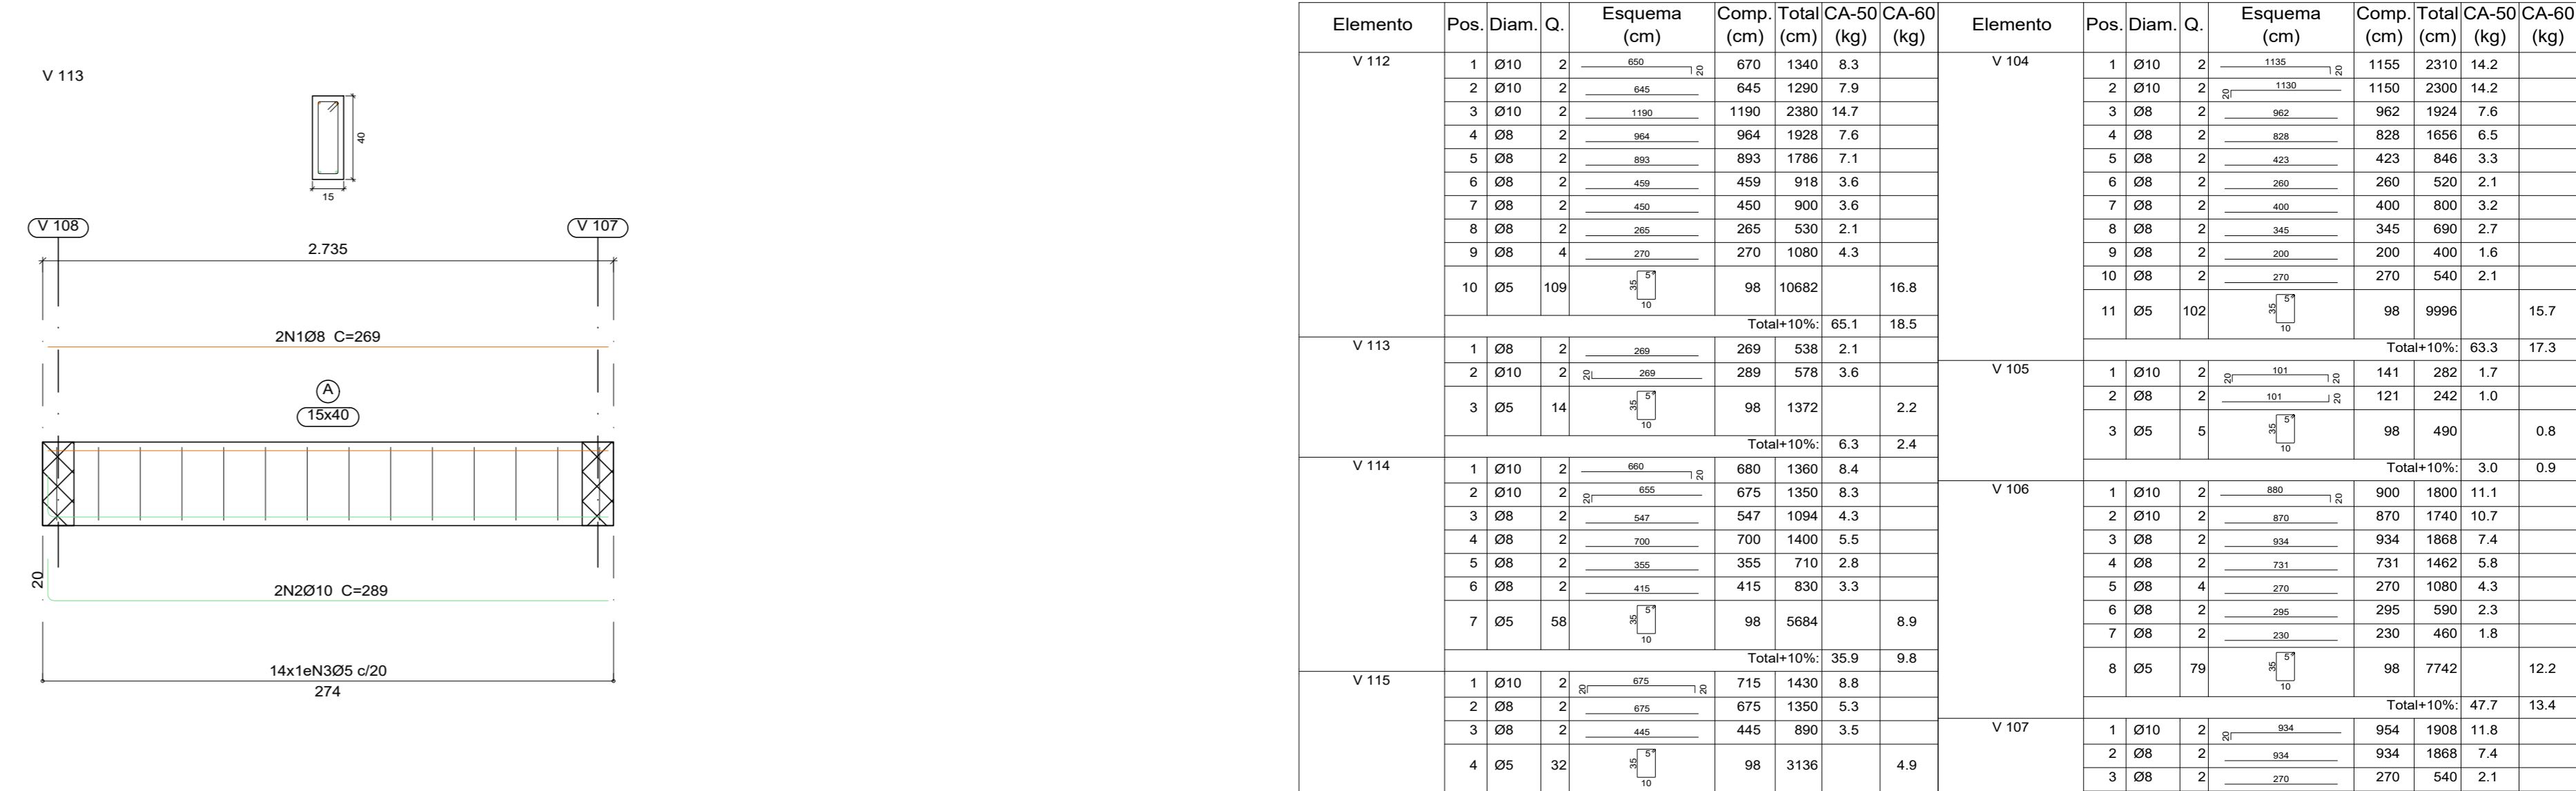 V 113
40
15
V 108
V 107
2.735
2N1Ø8 C=269
A
15x40
20
2N2Ø10 C=289
14x1eN3Ø5 c/20
274
Elemento Pos. Diam. Q. Esquema (cm) Comp. (cm) Total (cm) CA-50 (kg) CA-60 (kg)
V 112 1 Ø10 2 650 20 670 1340 8.3
2 Ø10 2 645 645 1290 7.9
3 Ø10 2 1190 1190 2380 14.7
4 Ø8 2 964 964 1928 7.6
5 Ø8 2 893 893 1786 7.1
6 Ø8 2 459 459 918 3.6
7 Ø8 2 450 450 900 3.6
8 Ø8 2 265 265 530 2.1
9 Ø8 4 270 270 1080 4.3
10 Ø5 109 35 5 10 98 10682 16.8
Total+10%: 65.1 18.5
V 113 1 Ø8 2 269 269 538 2.1
2 Ø10 2 20 269 289 578 3.6
3 Ø5 14 35 5 10 98 1372 2.2
Total+10%: 6.3 2.4
V 114 1 Ø10 2 660 20 680 1360 8.4
2 Ø10 2 20 655 675 1350 8.3
3 Ø8 2 547 547 1094 4.3
4 Ø8 2 700 700 1400 5.5
5 Ø8 2 355 355 710 2.8
6 Ø8 2 415 415 830 3.3
7 Ø5 58 35 5 10 98 5684 8.9
Total+10%: 35.9 9.8
V 115 1 Ø10 2 20 675 20 715 1430 8.8
2 Ø8 2 675 675 1350 5.3
3 Ø8 2 445 445 890 3.5
4 Ø5 32 35 5 10 98 3136 4.9
Elemento Pos. Diam. Q. Esquema (cm) Comp. (cm) Total (cm) CA-50 (kg) CA-60 (kg)
V 104 1 Ø10 2 1135 20 1155 2310 14.2
2 Ø10 2 20 1130 1150 2300 14.2
3 Ø8 2 962 962 1924 7.6
4 Ø8 2 828 828 1656 6.5
5 Ø8 2 423 423 846 3.3
6 Ø8 2 260 260 520 2.1
7 Ø8 2 400 400 800 3.2
8 Ø8 2 345 345 690 2.7
9 Ø8 2 200 200 400 1.6
10 Ø8 2 270 270 540 2.1
11 Ø5 102 35 5 10 98 9996 15.7
Total+10%: 63.3 17.3
V 105 1 Ø10 2 20 101 20 141 282 1.7
2 Ø8 2 101 20 121 242 1.0
3 Ø5 5 35 5 10 98 490 0.8
Total+10%: 3.0 0.9
V 106 1 Ø10 2 880 20 900 1800 11.1
2 Ø10 2 870 870 1740 10.7
3 Ø8 2 934 934 1868 7.4
4 Ø8 2 731 731 1462 5.8
5 Ø8 4 270 270 1080 4.3
6 Ø8 2 295 295 590 2.3
7 Ø8 2 230 230 460 1.8
8 Ø5 79 35 5 10 98 7742 12.2
Total+10%: 47.7 13.4
V 107 1 Ø10 2 20 934 954 1908 11.8
2 Ø8 2 934 934 1868 7.4
3 Ø8 2 270 270 540 2.1